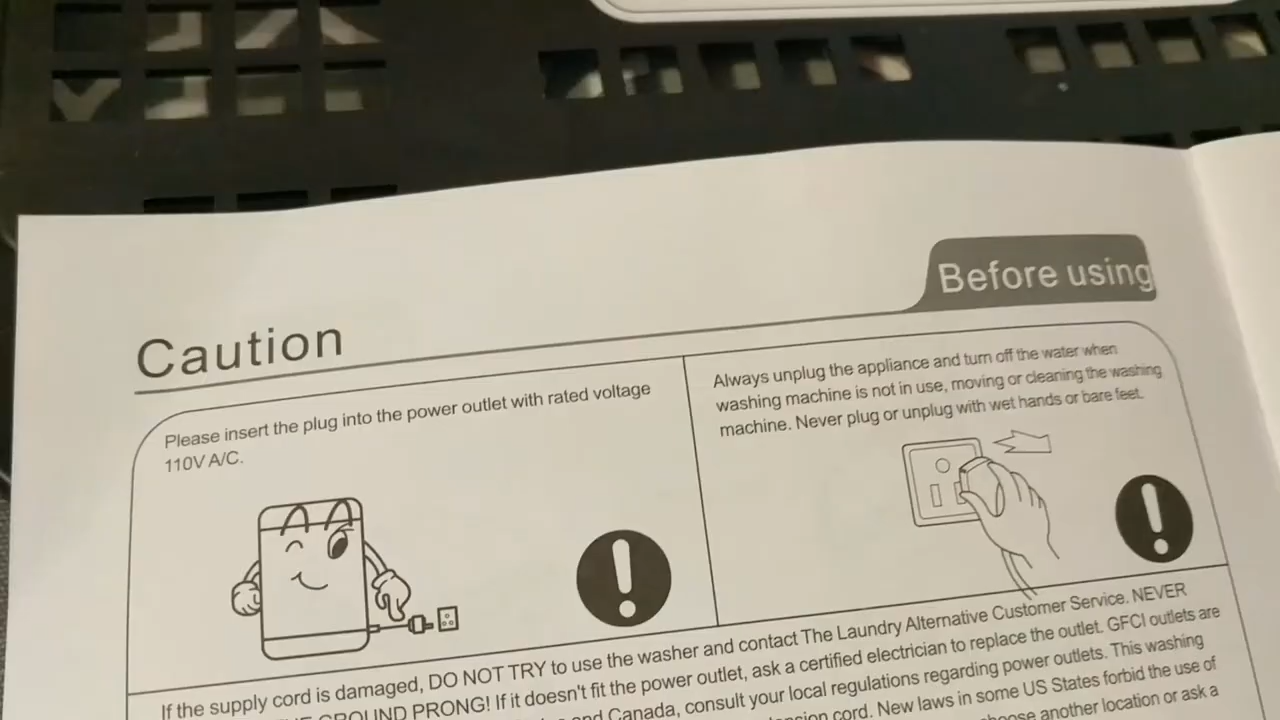 Before using
Caution
Please insert the plug into the power outlet with rated voltage
110V A/C.
Always unplug the appliance and turn off the water when
washing machine is not in use, moving or cleaning the washing
machine. Never plug or unplug with wet hands or bare feet.
If the supply cord is damaged, DO NOT TRY to use the washer and contact The Laundry Alternative Customer Service. NEVER
GROUND PRONG! If it doesn't fit the power outlet, ask a certified electrician to replace the outlet. GFCI outlets are
and Canada, consult your local regulations regarding power outlets. This washing
cord. New laws in some US States forbid the use of
another location or ask a